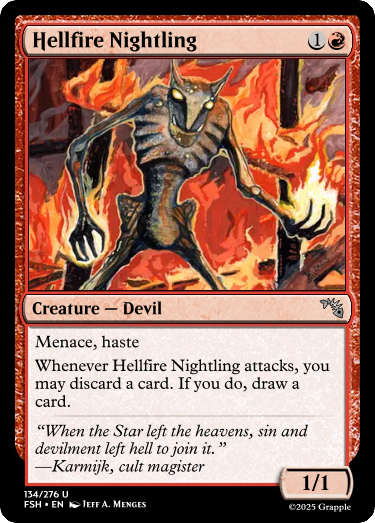 Hellfire Nightling 1
Creature — Devil
Menace, haste
Whenever Hellfire Nightling attacks, you
may discard a card. If you do, draw a
card.
“When the Star left the heavens, sin and
devilment left hell to join it.”
—Karmijk, cult magister
1/1
134/276 U
FSH • EN Jeff A. Menges
©2025 Grapple